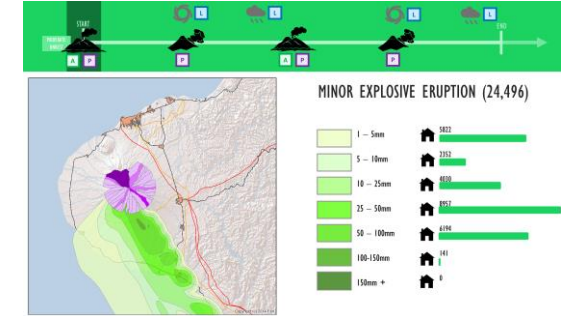 START
L
L
L
L
END
A
P
P
A
P
P
MINOR EXPLOSIVE ERUPTION (24,496)
1 – 5mm
5022
5 – 10mm
2352
10 – 25mm
4030
25 – 50mm
8957
50 – 100mm
6194
100-150mm
141
150mm +
0